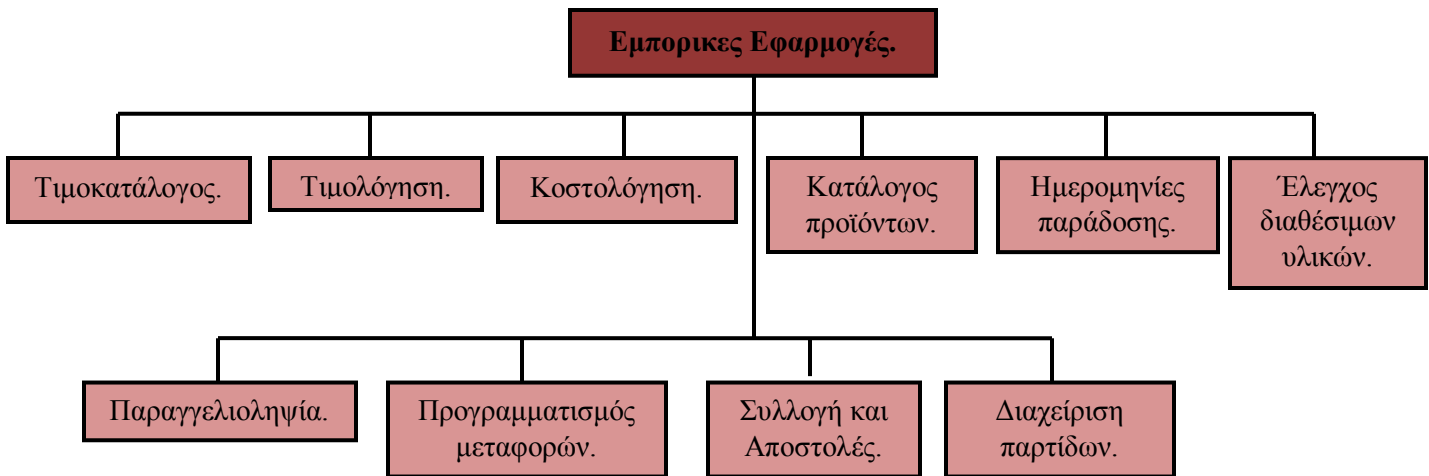 Εμπορικες Εφαρμογές.
Τιμοκατάλογος.
Τιμολόγηση.
Κοστολόγηση.
Κατάλογος
προϊόντων.
Ημερομηνίες
παράδοσης.
Έλεγχος
διαθέσιμων
υλικών.
Παραγγελιοληψία.
Προγραμματισμός
μεταφορών.
Συλλογή και
Αποστολές.
Διαχείριση
παρτίδων.